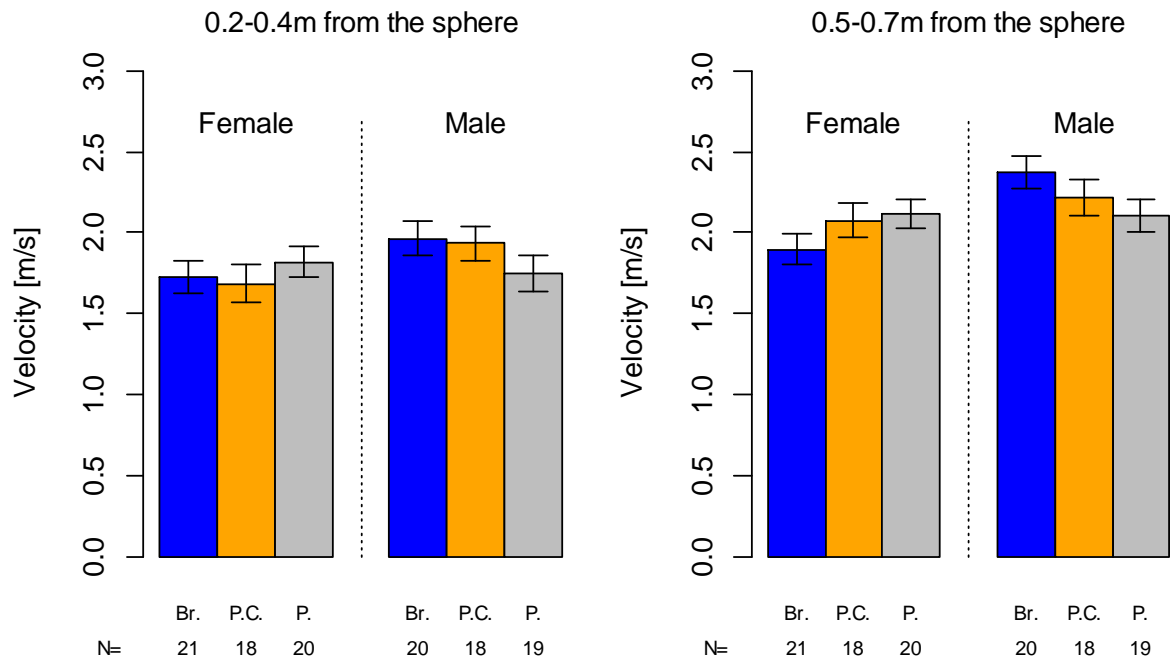 0.2-0.4m from the sphere
Velocity [m/s]
3.0
2.5
2.0
1.5
1.0
0.5
0.0
Female
Male
Br. P.C. P. Br. P.C. P.
N= 21 18 20 20 18 19
0.5-0.7m from the sphere
Velocity [m/s]
3.0
2.5
2.0
1.5
1.0
0.5
0.0
Female
Male
Br. P.C. P. Br. P.C. P.
N= 21 18 20 20 18 19